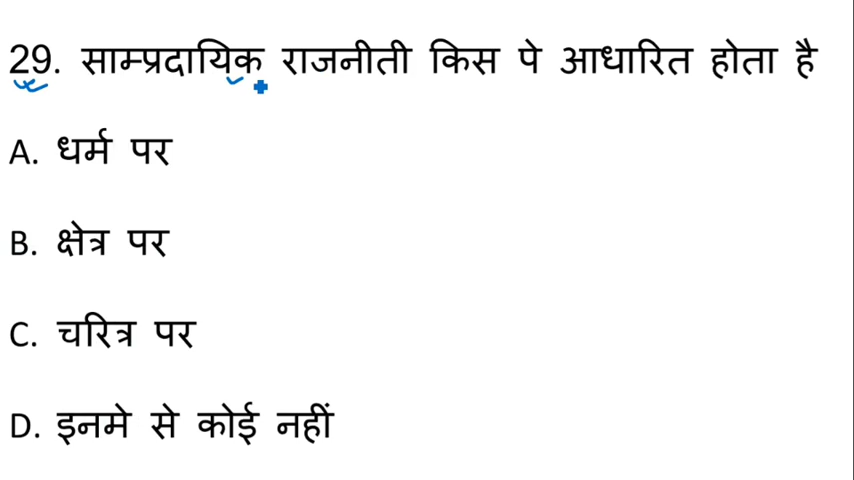 29. साम्प्रदायिक राजनीती किस पे आधारित होता है
A. धर्म पर
B. क्षेत्र पर
C. चरित्र पर
D. इनमे से कोई नहीं